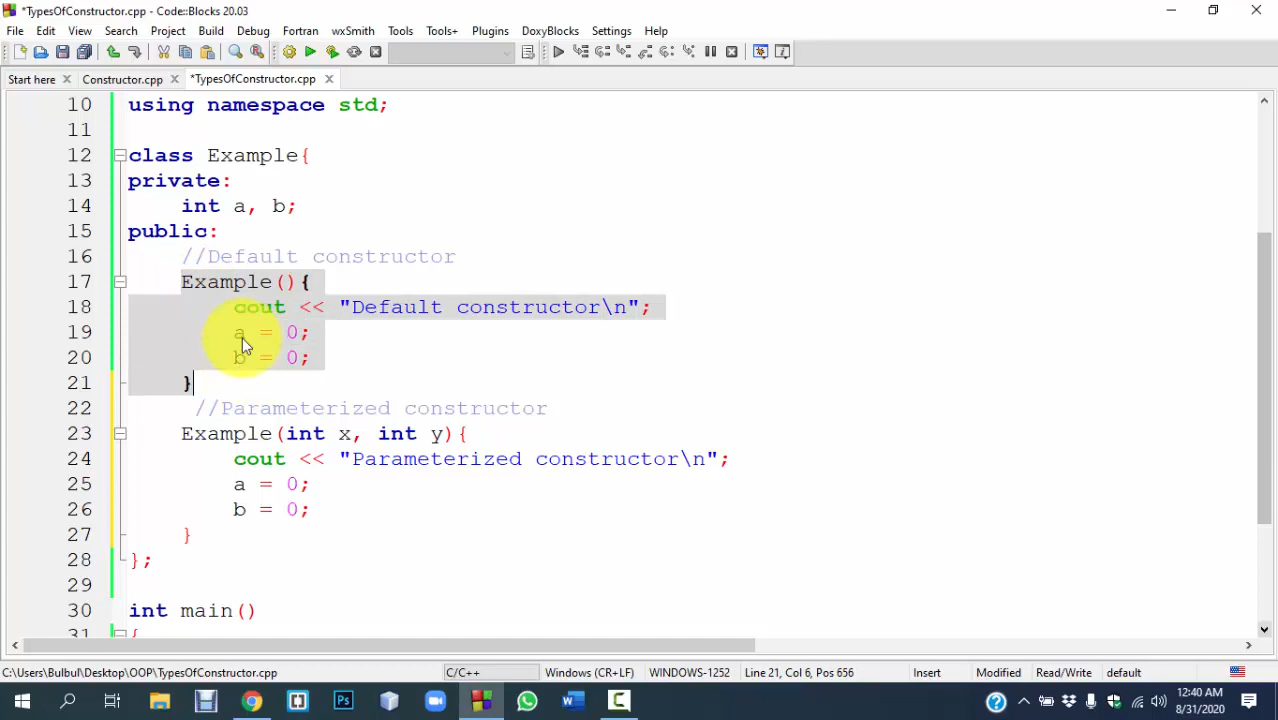 *TypesOfConstructor.cpp - Code::Blocks 20.03
File Edit View Search Project Build Debug Fortran wxSmith Tools Tools+ Plugins DoxyBlocks Settings Help
Start here Constructor.cpp *TypesOfConstructor.cpp
10 using namespace std;
11
12 class Example{
13 private:
14 int a, b;
15 public:
16 //Default constructor
17 Example(){
18 cout << "Default constructor\n";
19 a = 0;
20 b = 0;
21 }
22 //Parameterized constructor
23 Example(int x, int y){
24 cout << "Parameterized constructor\n";
25 a = 0;
26 b = 0;
27 }
28 };
29
30 int main()
31 {
C:\Users\Bulbul\Desktop\OOP\TypesOfConstructor.cpp C/C++ Windows (CR+LF) WINDOWS-1252 Line 21, Col 6, Pos 656 Insert Modified Read/Write default
12:40 AM
8/31/2020